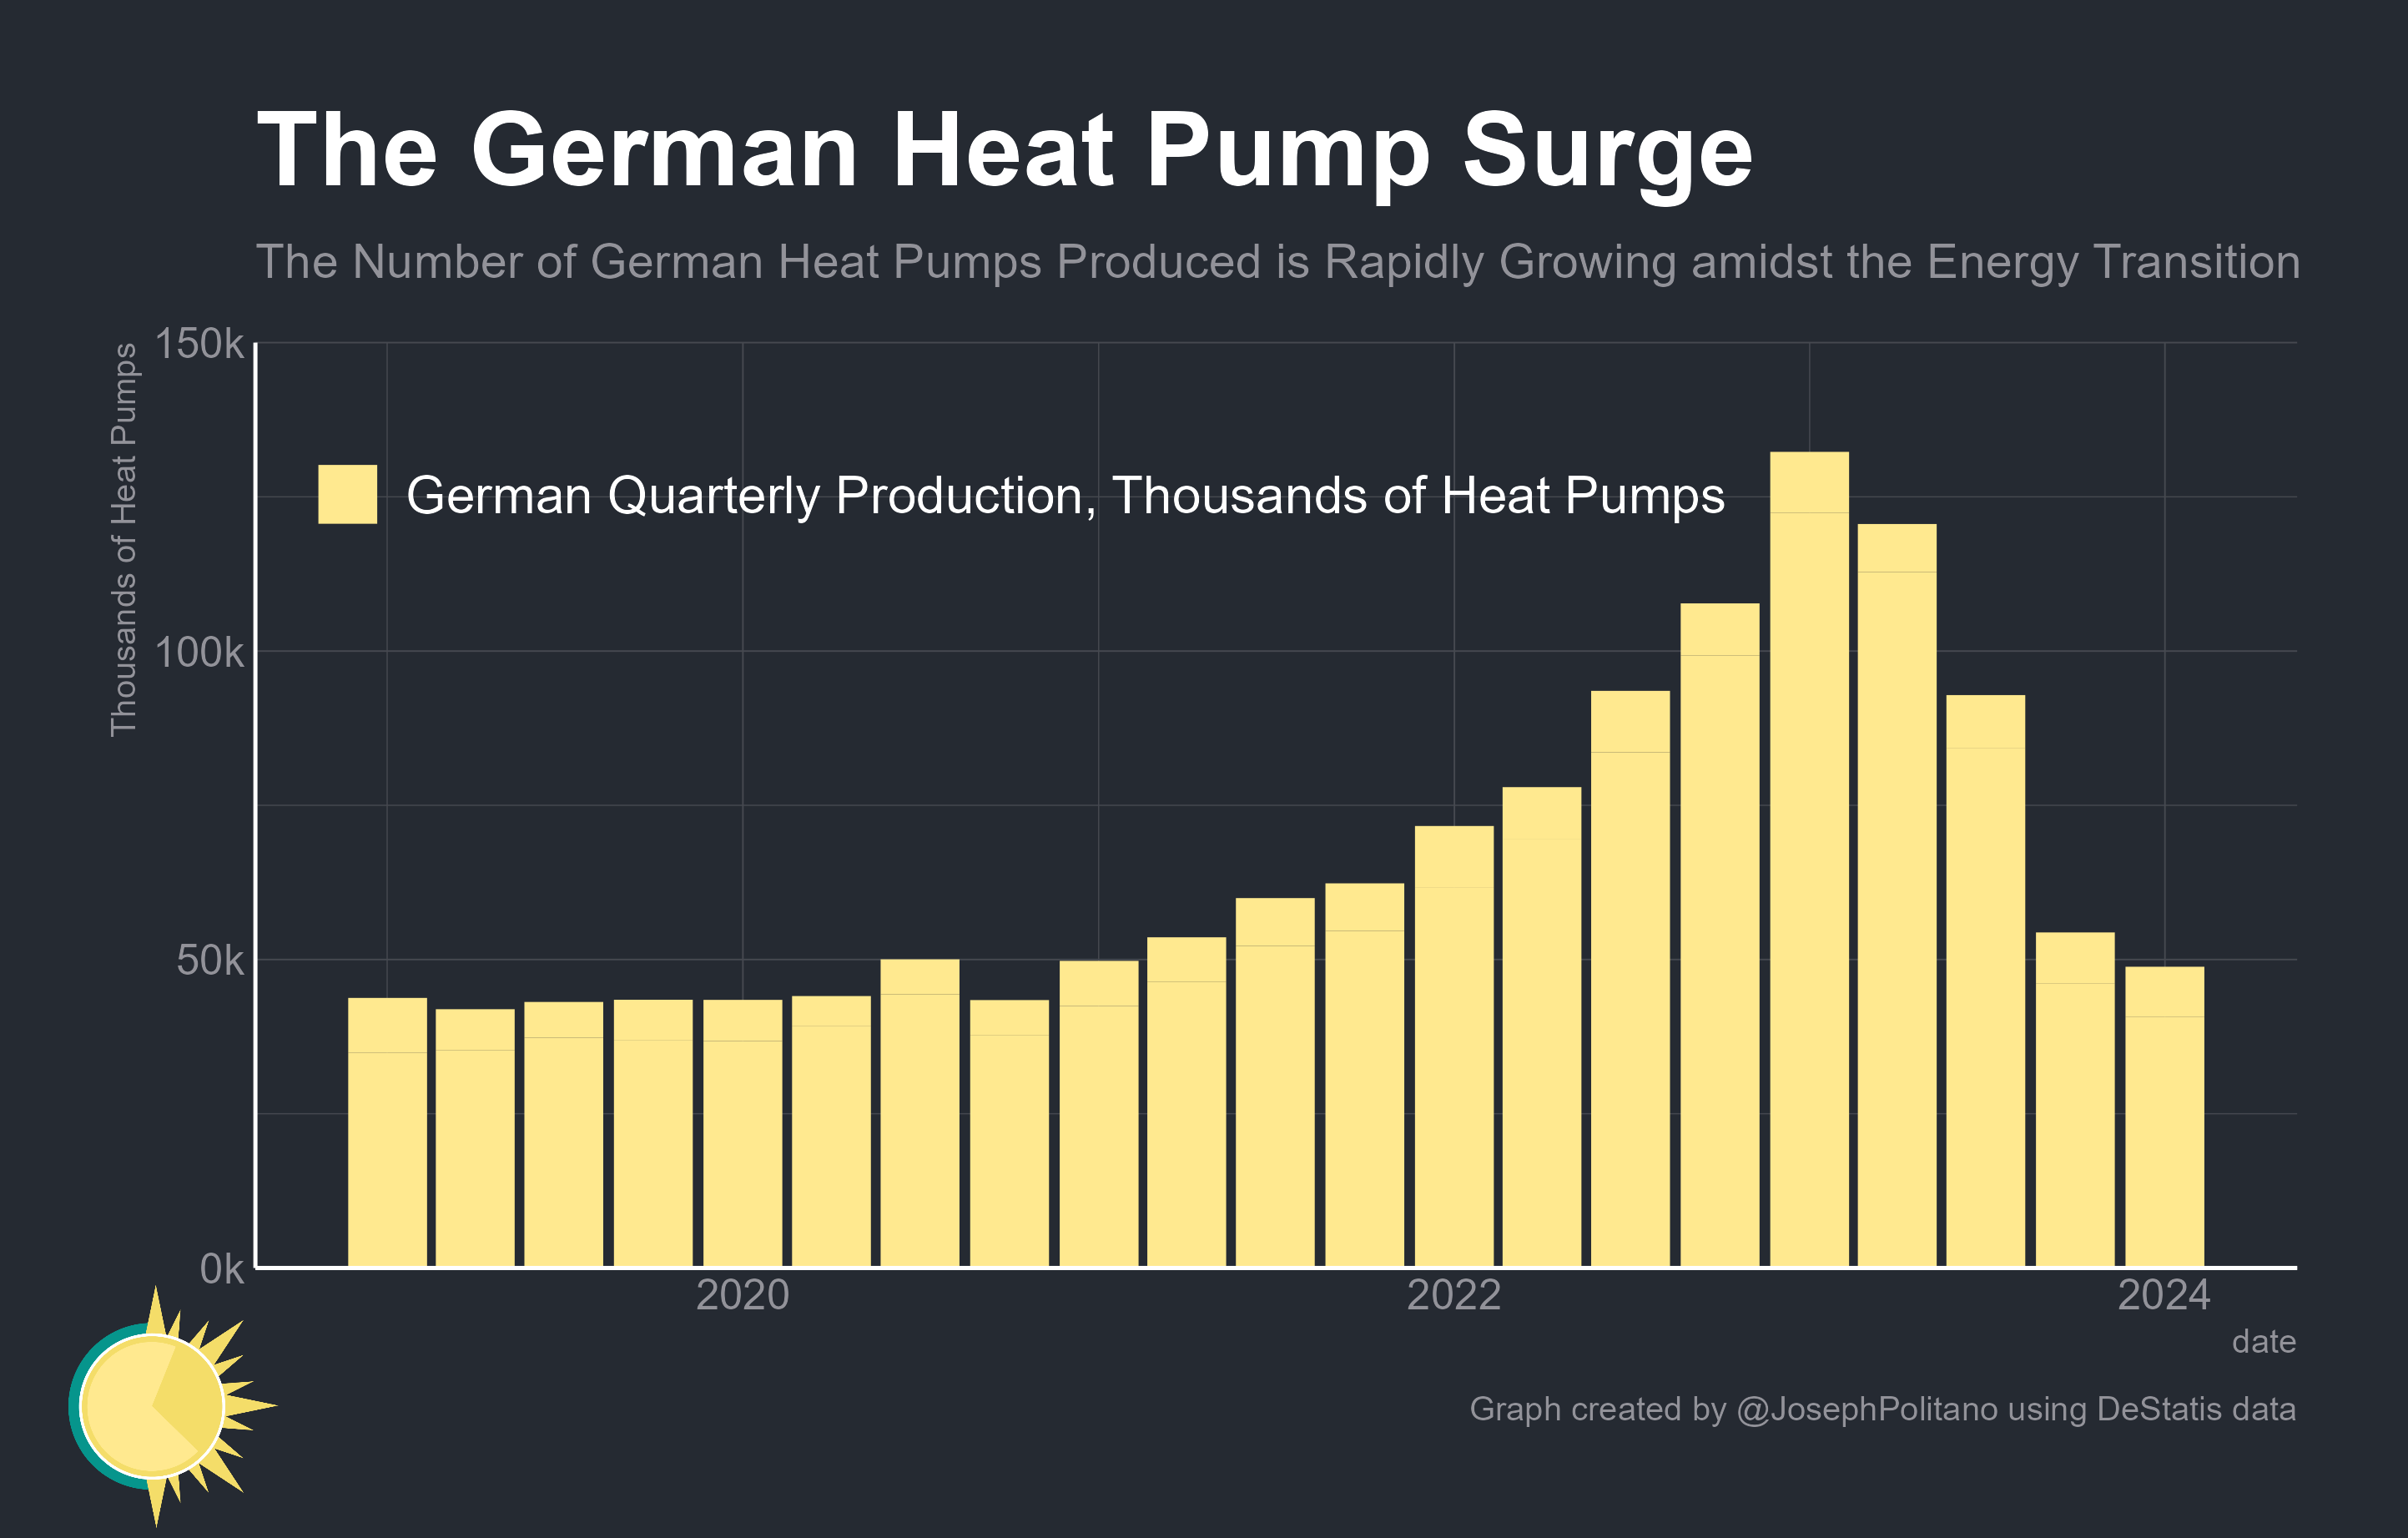 The German Heat Pump Surge
The Number of German Heat Pumps Produced is Rapidly Growing amidst the Energy Transition
Thousands of Heat Pumps
150k
100k
50k
0k
German Quarterly Production, Thousands of Heat Pumps
2020
2022
2024
date
Graph created by @JosephPolitano using DeStatis data